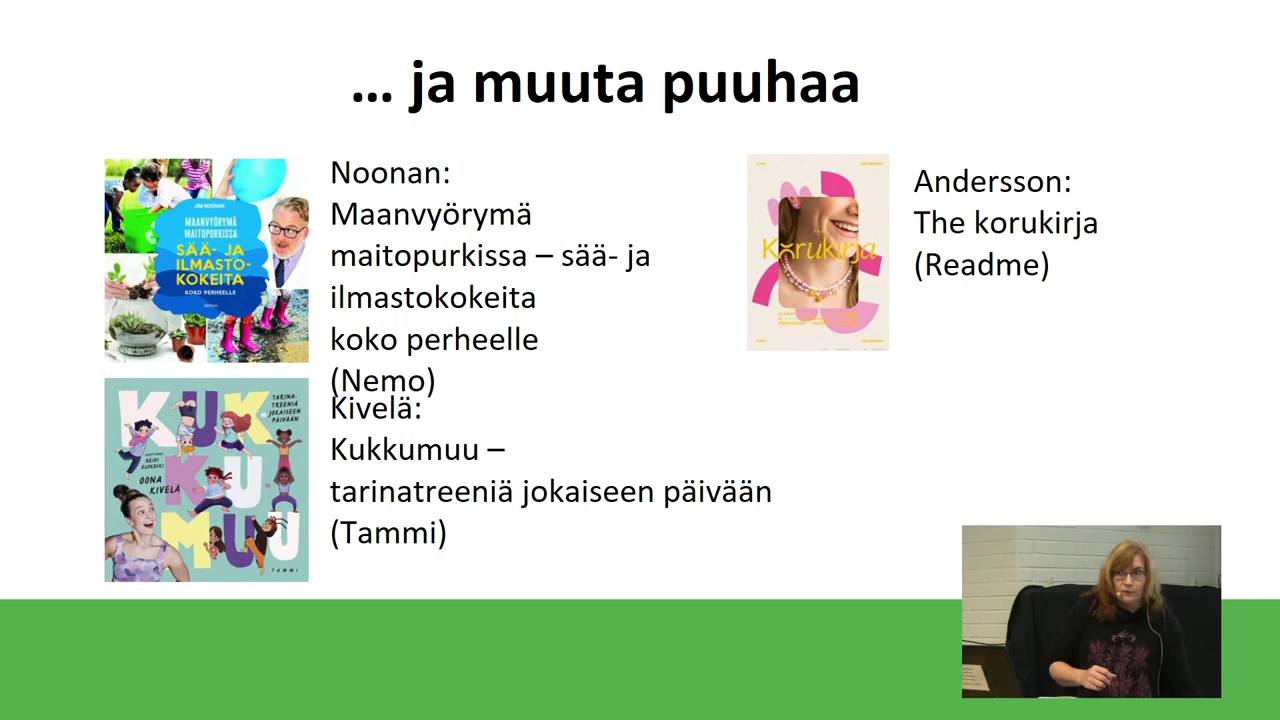 … ja muuta puuhaa
JIM NOONAN
MAANVYÖRYMÄ
MAITOPURKISSA
SÄÄ- JA
ILMASTO-
KOKEITA
KOKO PERHEELLE
Noonan:
Maanvyörymä
maitopurkissa – sää- ja
ilmastokokeita
koko perheelle
(Nemo)
Korukirja
Andersson:
The korukirja
(Readme)
KUK-
KU-
MUU
TARINA-
TREENIÄ
JOKAISEEN
PÄIVÄÄN
OONA
KIVELÄ
TAMMI
Kivelä:
Kukkumuu –
tarinatreeniä jokaiseen päivään
(Tammi)